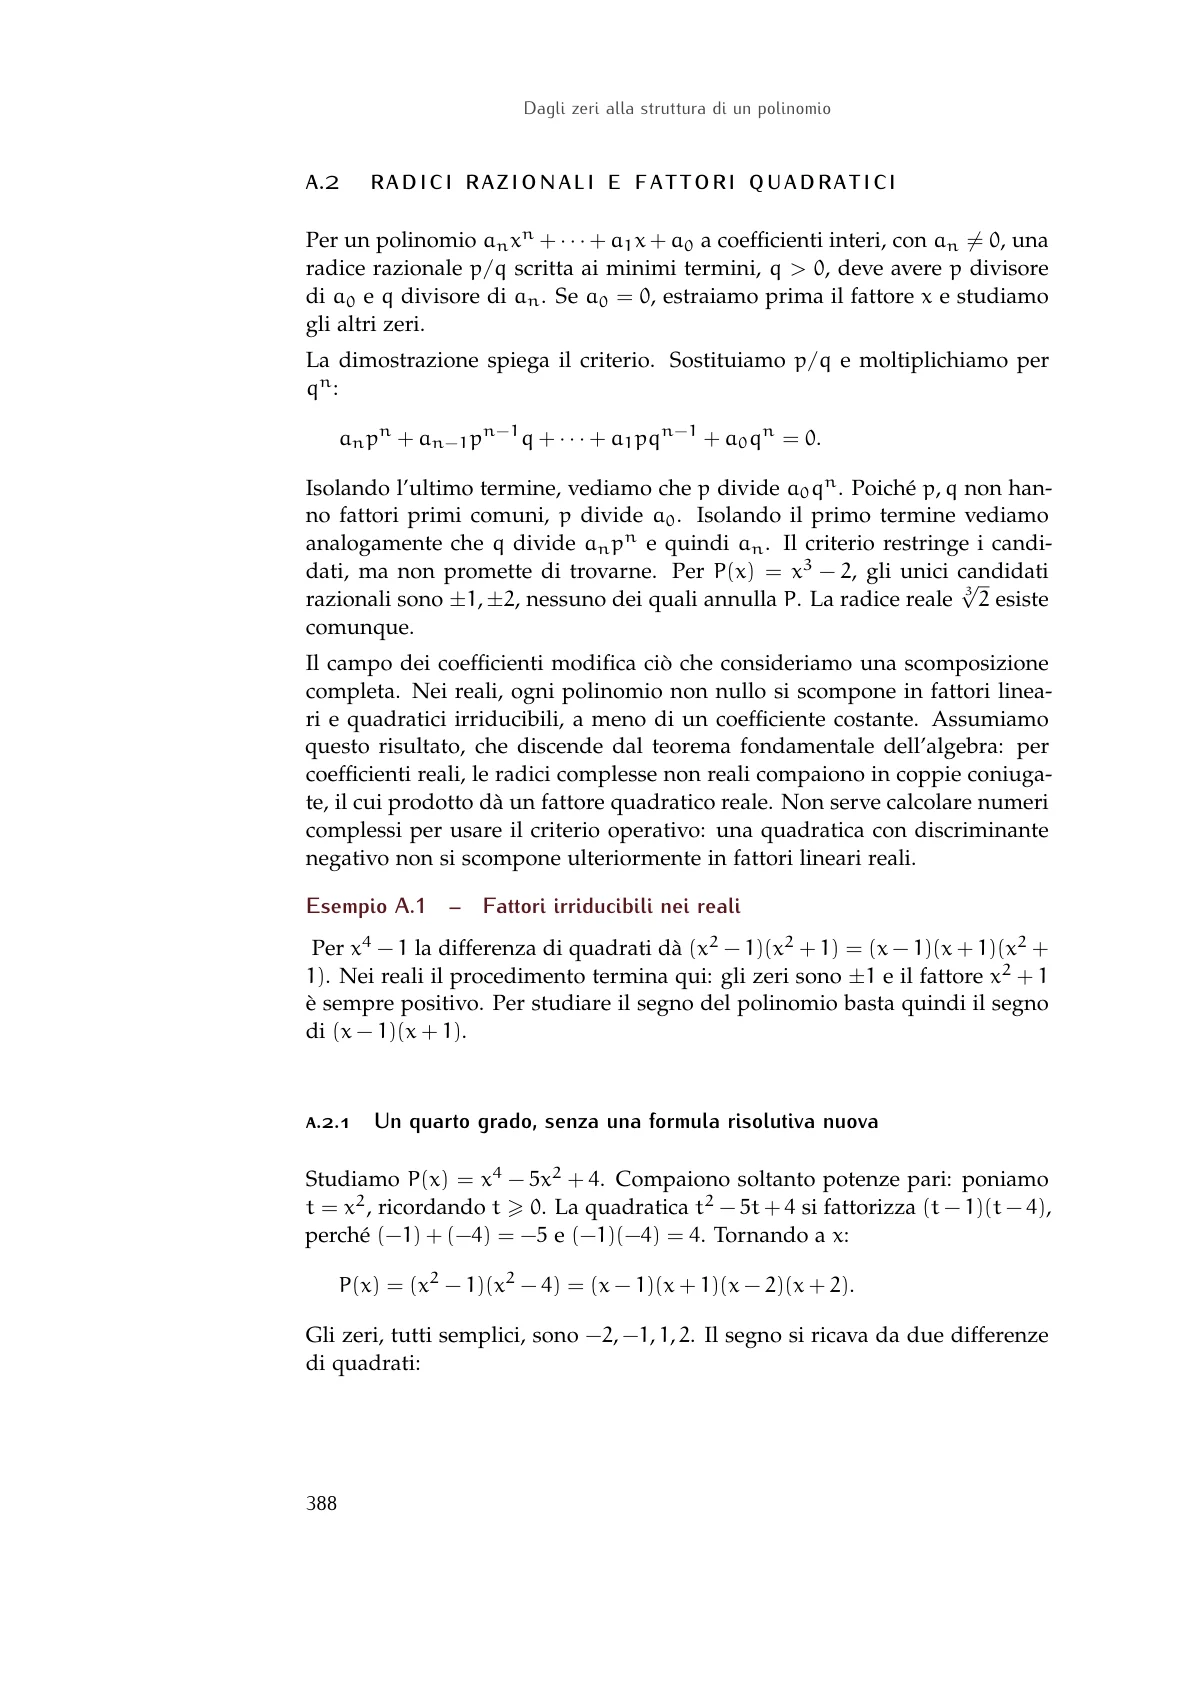 Dagli zeri alla struttura di un polinomio
A.2 RADICI RAZIONALI E FATTORI QUADRATICI
Per un polinomio aₙxⁿ + · · · + a₁x + a₀ a coefficienti interi, con aₙ ≠ 0, una
radice razionale p/q scritta ai minimi termini, q > 0, deve avere p divisore
di a₀ e q divisore di aₙ. Se a₀ = 0, estraiamo prima il fattore x e studiamo
gli altri zeri.
La dimostrazione spiega il criterio. Sostituiamo p/q e moltiplichiamo per
qⁿ:
aₙpⁿ + aₙ₋₁pⁿ⁻¹q + · · · + a₁pqⁿ⁻¹ + a₀qⁿ = 0.
Isolando l'ultimo termine, vediamo che p divide a₀qⁿ. Poiché p, q non han-
no fattori primi comuni, p divide a₀. Isolando il primo termine vediamo
analogamente che q divide aₙpⁿ e quindi aₙ. Il criterio restringe i candi-
dati, ma non promette di trovarne. Per P(x) = x³ − 2, gli unici candidati
razionali sono ±1, ±2, nessuno dei quali annulla P. La radice reale ∛2 esiste
comunque.
Il campo dei coefficienti modifica ciò che consideriamo una scomposizione
completa. Nei reali, ogni polinomio non nullo si scompone in fattori linea-
ri e quadratici irriducibili, a meno di un coefficiente costante. Assumiamo
questo risultato, che discende dal teorema fondamentale dell'algebra: per
coefficienti reali, le radici complesse non reali compaiono in coppie coniuga-
te, il cui prodotto dà un fattore quadratico reale. Non serve calcolare numeri
complessi per usare il criterio operativo: una quadratica con discriminante
negativo non si scompone ulteriormente in fattori lineari reali.
Esempio A.1 – Fattori irriducibili nei reali
Per x⁴ − 1 la differenza di quadrati dà (x² − 1)(x² + 1) = (x − 1)(x + 1)(x² +
1). Nei reali il procedimento termina qui: gli zeri sono ±1 e il fattore x² + 1
è sempre positivo. Per studiare il segno del polinomio basta quindi il segno
di (x − 1)(x + 1).
A.2.1 Un quarto grado, senza una formula risolutiva nuova
Studiamo P(x) = x⁴ − 5x² + 4. Compaiono soltanto potenze pari: poniamo
t = x², ricordando t ⩾ 0. La quadratica t² − 5t + 4 si fattorizza (t − 1)(t − 4),
perché (−1) + (−4) = −5 e (−1)(−4) = 4. Tornando a x:
P(x) = (x² − 1)(x² − 4) = (x − 1)(x + 1)(x − 2)(x + 2).
Gli zeri, tutti semplici, sono −2, −1, 1, 2. Il segno si ricava da due differenze
di quadrati:
388